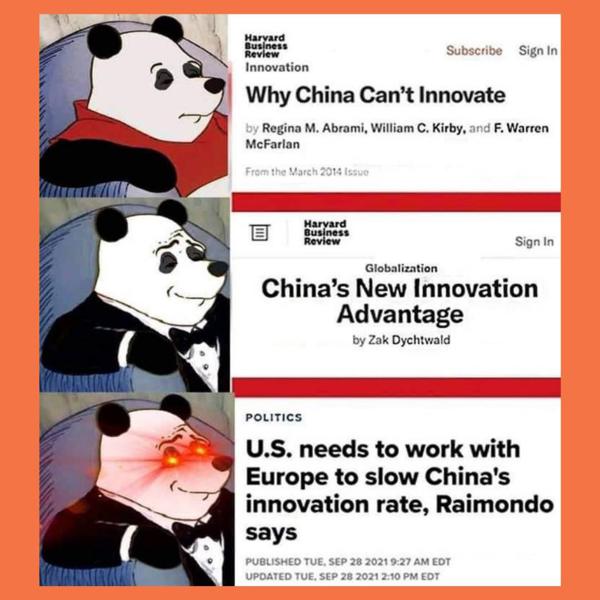 Harvard
Business
Review
Subscribe Sign In
Innovation
Why China Can't Innovate
by Regina M. Abrami, William C. Kirby, and F. Warren
McFarlan
From the March 2014 Issue
Harvard
Business
Review
Sign In
Globalization
China's New Innovation
Advantage
by Zak Dychtwald
POLITICS
U.S. needs to work with
Europe to slow China's
innovation rate, Raimondo
says
PUBLISHED TUE, SEP 28 2021 9:27 AM EDT
UPDATED TUE, SEP 28 2021 2:10 PM EDT